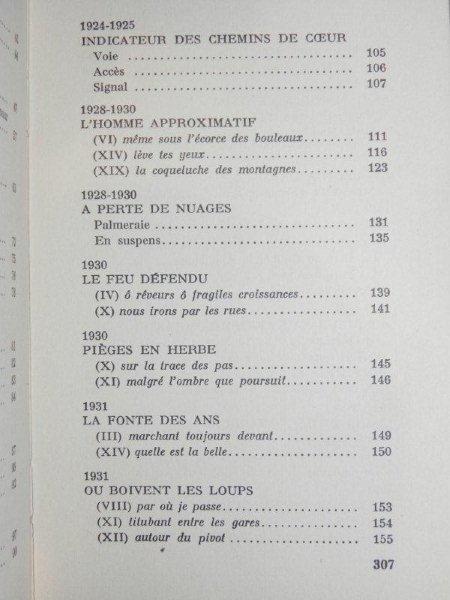 1924-1925
INDICATEUR DES CHEMINS DE CŒUR
Voie .......................... 105
Accès .......................... 106
Signal .......................... 107
1928-1930
L'HOMME APPROXIMATIF
(VI) même sous l'écorce des bouleaux........ 111
(XIV) lève tes yeux.......................... 116
(XIX) la coqueluche des montagnes............ 123
1928-1930
A PERTE DE NUAGES
Palmeraie .......................... 131
En suspens.......................... 135
1930
LE FEU DÉFENDU
(IV) ô rêveurs ô fragiles croissances........ 139
(X) nous irons par les rues.................. 141
1930
PIÈGES EN HERBE
(X) sur la trace des pas.................... 145
(XI) malgré l'ombre que poursuit............ 146
1931
LA FONTE DES ANS
(III) marchant toujours devant.............. 149
(XIV) quelle est la belle.................... 150
1931
OU BOIVENT LES LOUPS
(VIII) par où je passe...................... 153
(XI) titubant entre les gares................ 154
(XII) autour du pivot ...................... 155
307